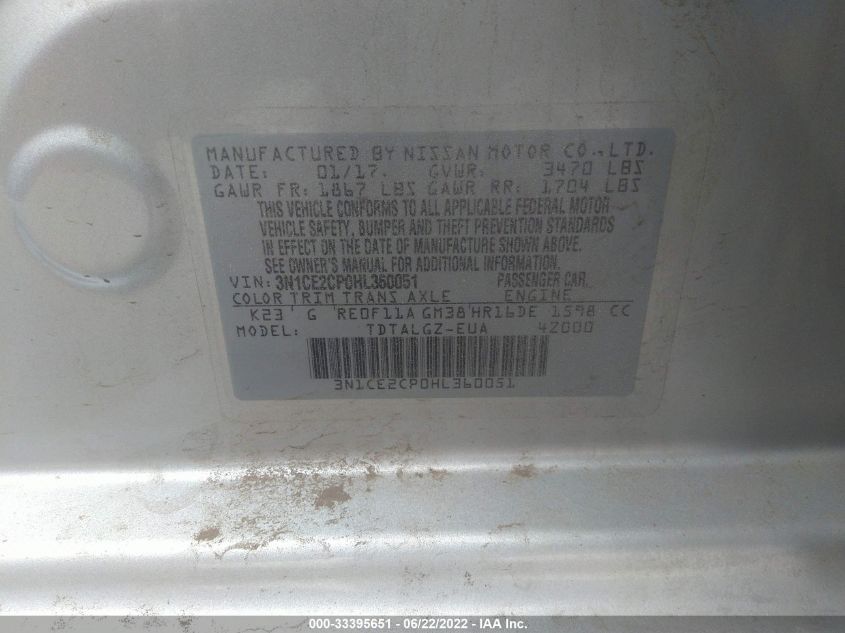 MANUFACTURED BY NISSAN MOTOR CO.,LTD.
DATE: 01/17. GVWR: 3470 LBS
GAWR FR: 1867 LBS GAWR RR: 1704 LBS
THIS VEHICLE CONFORMS TO ALL APPLICABLE FEDERAL MOTOR
VEHICLE SAFETY, BUMPER AND THEFT PREVENTION STANDARDS
IN EFFECT ON THE DATE OF MANUFACTURE SHOWN ABOVE.
SEE OWNER'S MANUAL FOR ADDITIONAL INFORMATION.
VIN: 3N1CE2CP0HL360051 PASSENGER CAR.
COLOR TRIM TRANS AXLE ENGINE
K23 G RE0F11A GM38 HR16DE 1598 CC
MODEL: TDTALGZ-EUA 4Z000
3N1CE2CP0HL360051
000-33395651 - 06/22/2022 - IAA Inc.